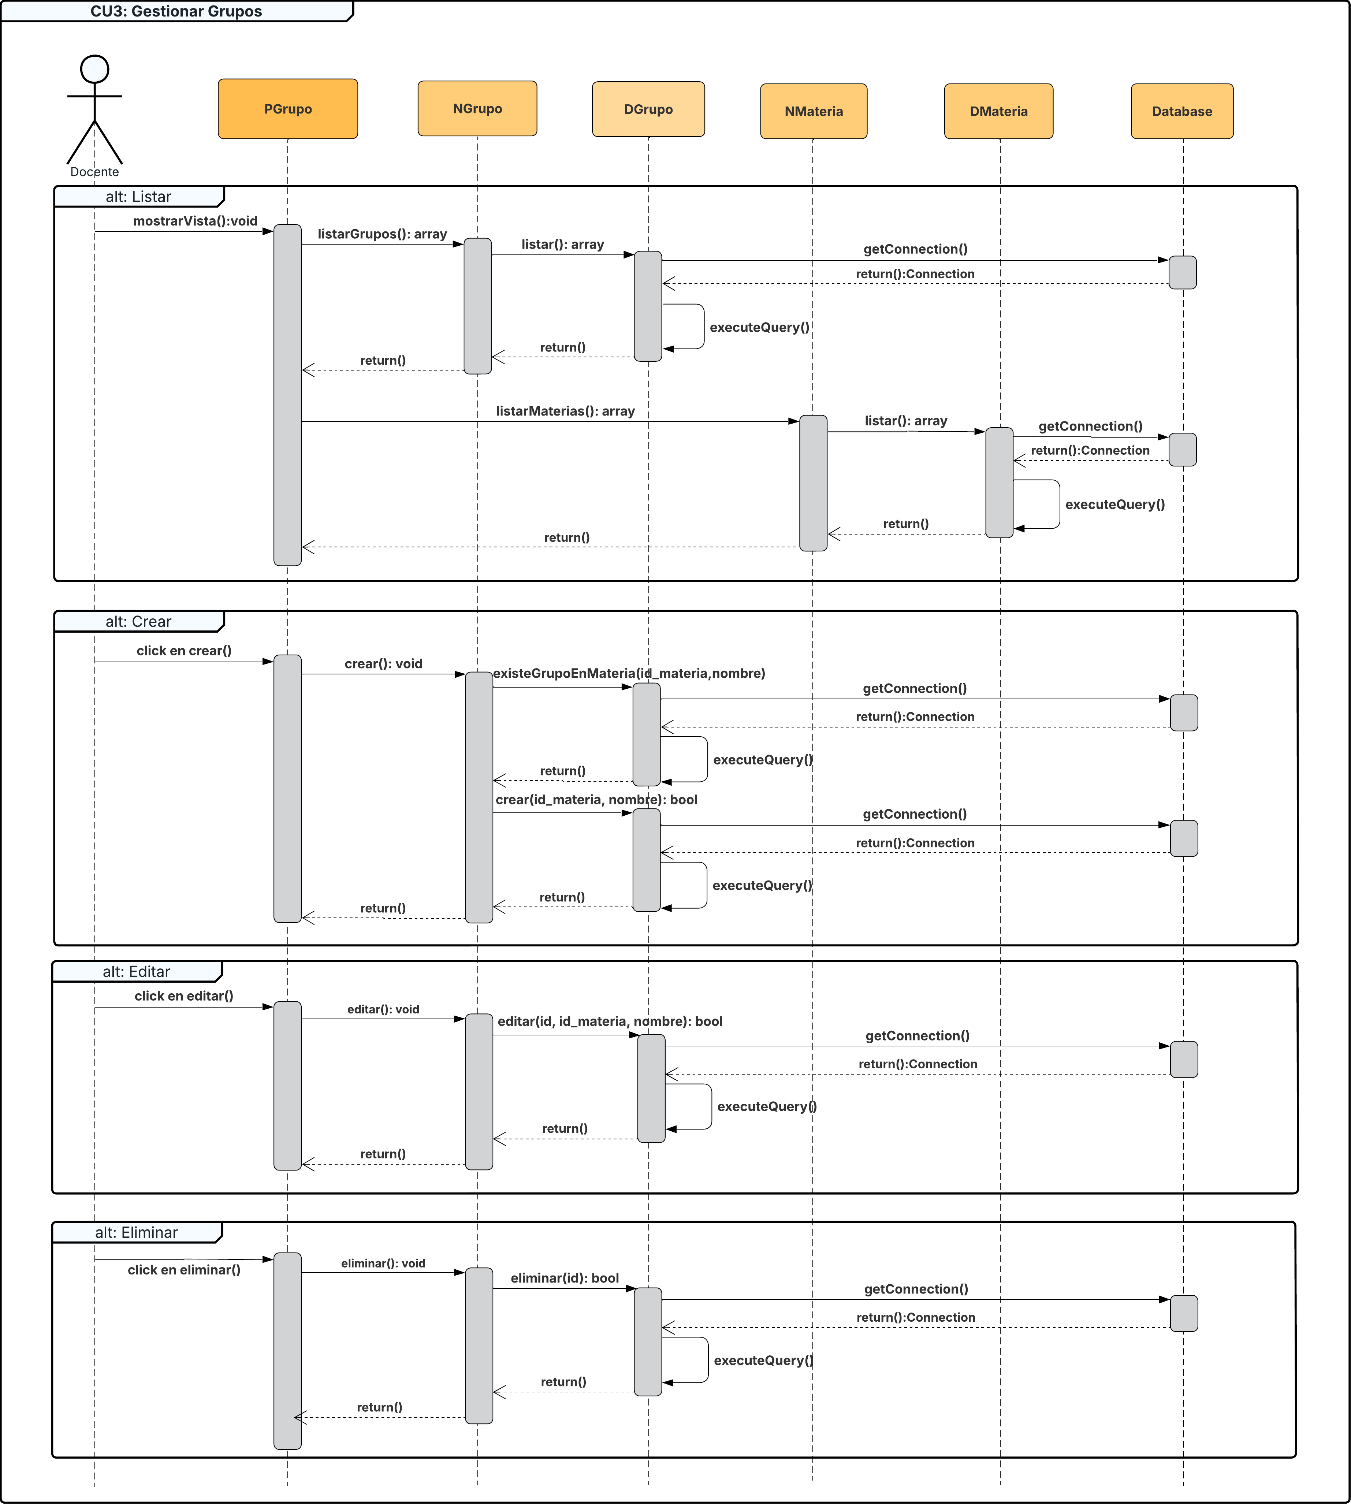 CU3: Gestionar Grupos
Docente
PGrupo
NGrupo
DGrupo
NMateria
DMateria
Database
alt: Listar
mostrarVista():void
listarGrupos(): array
listar(): array
getConnection()
return():Connection
executeQuery()
return()
return()
listarMaterias(): array
listar(): array
getConnection()
return():Connection
executeQuery()
return()
return()
alt: Crear
click en crear()
crear(): void
existeGrupoEnMateria(id_materia,nombre)
getConnection()
return():Connection
executeQuery()
return()
crear(id_materia, nombre): bool
getConnection()
return():Connection
executeQuery()
return()
return()
alt: Editar
click en editar()
editar(): void
editar(id, id_materia, nombre): bool
getConnection()
return():Connection
executeQuery()
return()
return()
alt: Eliminar
click en eliminar()
eliminar(): void
eliminar(id): bool
getConnection()
return():Connection
executeQuery()
return()
return()